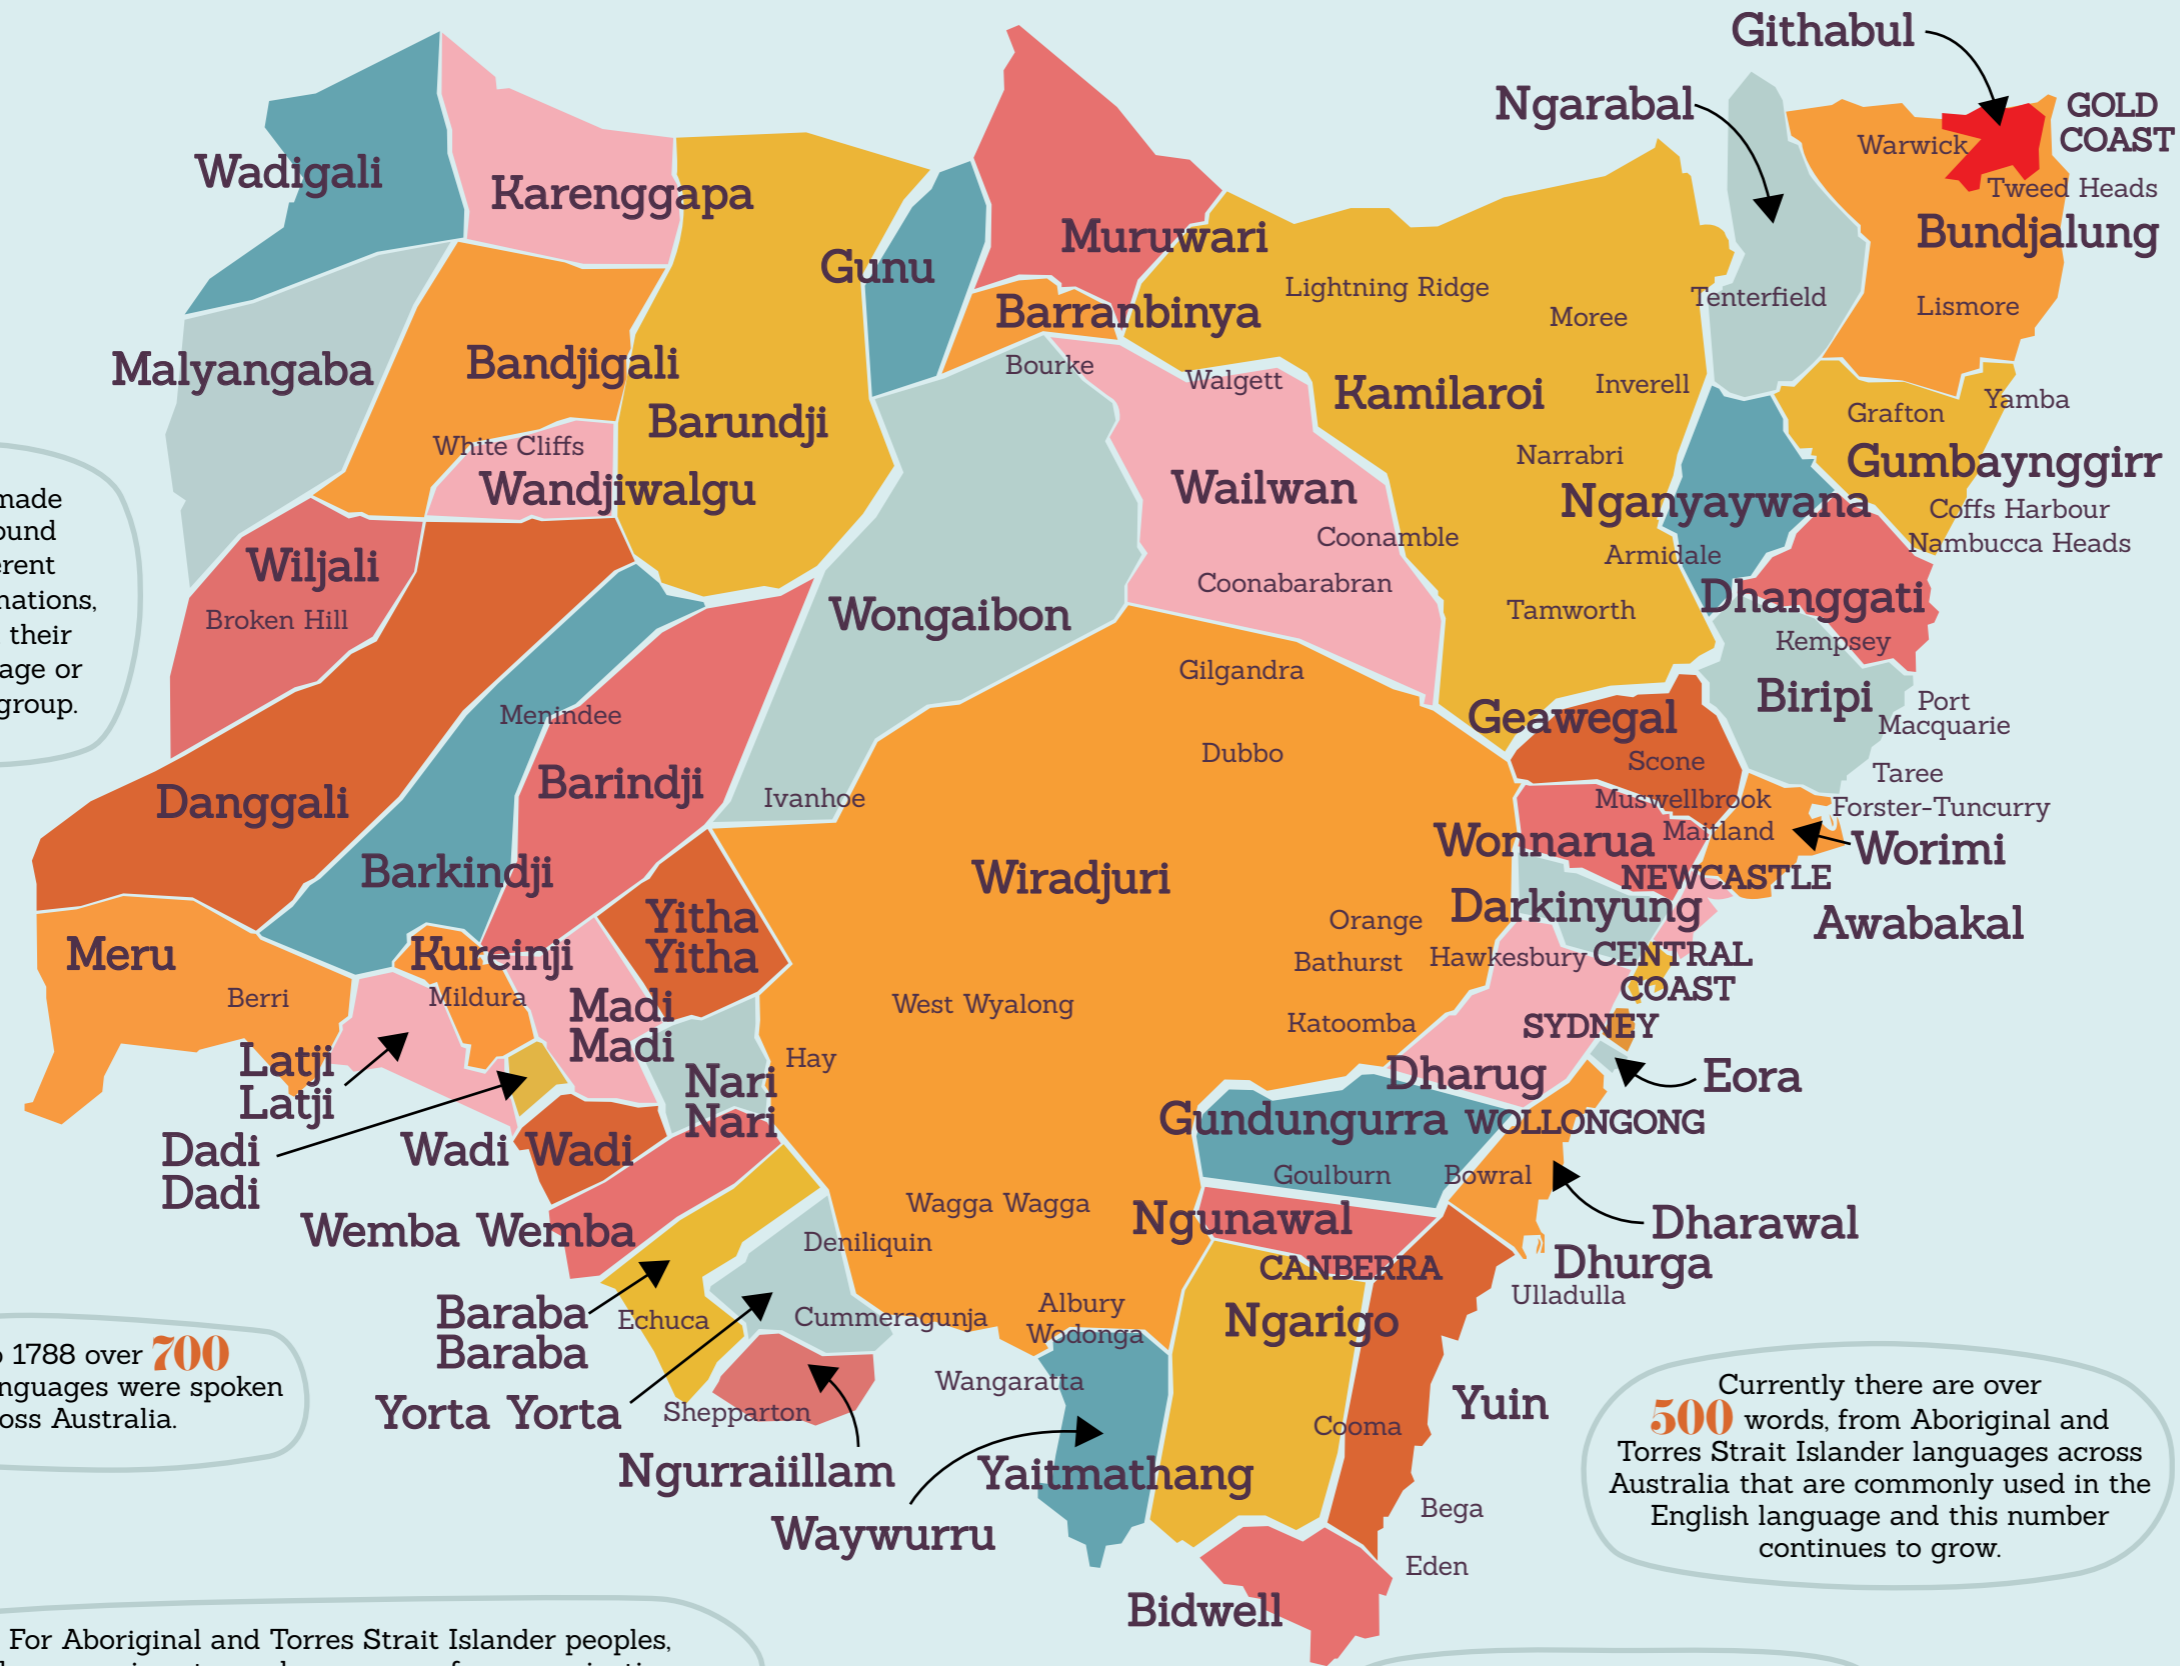 Githabul
Ngarabal
GOLD
COAST
Warwick
Tweed Heads
Bundjalung
Wadigali
Karenggapa
Gunu
Muruwari
Barranbinya
Lightning Ridge
Moree
Tenterfield
Lismore
Malyangaba
Bandjigali
Barundji
Bourke
Walgett
Kamilaroi
Inverell
Yamba
Grafton
White Cliffs
Wandjiwalgu
Narrabri
Gumbaynggirr
Wailwan
Nganyaywana
Coffs Harbour
Nambucca Heads
Coonamble
Armidale
Coonabarabran
Wiljali
Broken Hill
Wongaibon
Tamworth
Dhanggati
Kempsey
made
ound
erent
nations,
their
age or
group.
Gilgandra
Menindee
Geawegal
Biripi
Port
Macquarie
Dubbo
Scone
Taree
Barindji
Ivanhoe
Danggali
Muswellbrook
Forster-Tuncurry
Maitland
Wonnarua
Worimi
Barkindji
Wiradjuri
NEWCASTLE
Yitha
Yitha
Orange
Darkinyung
Awabakal
Meru
Kureinji
Bathurst
Hawkesbury
CENTRAL
COAST
Berri
Mildura
Madi
Madi
West Wyalong
Katoomba
SYDNEY
Latji
Latji
Hay
Nari
Nari
Dharug
Eora
Gundungurra
WOLLONGONG
Dadi
Dadi
Wadi Wadi
Goulburn
Bowral
Wemba Wemba
Wagga Wagga
Ngunawal
Dharawal
Deniliquin
Dhurga
CANBERRA
Ulladulla
Baraba
Baraba
Echuca
Cummeragunja
Albury
Wodonga
Ngarigo
Wangaratta
Yorta Yorta
Shepparton
Cooma
Yuin
Ngurraiillam
Yaitmathang
Waywurru
Bega
Eden
Bidwell
1788 over 700
nguages were spoken
oss Australia.
Currently there are over
500 words, from Aboriginal and
Torres Strait Islander languages across
Australia that are commonly used in the
English language and this number
continues to grow.
For Aboriginal and Torres Strait Islander peoples,